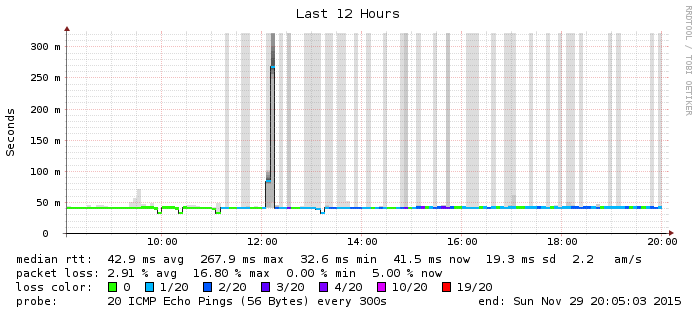 Last 12 Hours
RRDTOOL / TOBI OETIKER
Seconds
300 m
250 m
200 m
150 m
100 m
50 m
0
10:00 12:00 14:00 16:00 18:00 20:00
median rtt: 42.9 ms avg 267.9 ms max 32.6 ms min 41.5 ms now 19.3 ms sd 2.2 am/s
packet loss: 2.91 % avg 16.80 % max 0.00 % min 5.00 % now
loss color: 0 1/20 2/20 3/20 4/20 10/20 19/20
probe: 20 ICMP Echo Pings (56 Bytes) every 300s end: Sun Nov 29 20:05:03 2015